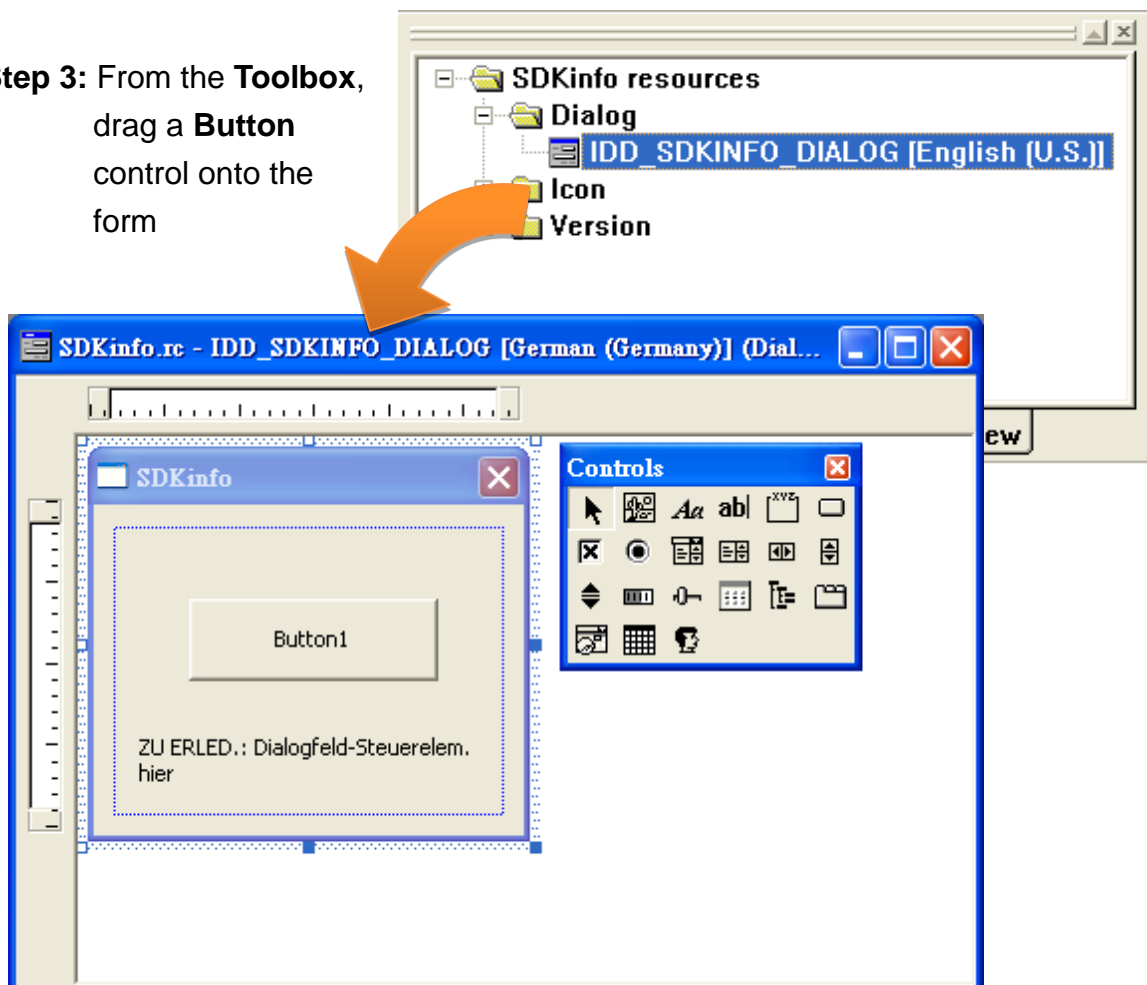 Step 3: From the Toolbox,
drag a Button
control onto the
form
SDKinfo resources
Dialog
IDD_SDKINFO_DIALOG [English (U.S.)]
Icon
Version
SDKinfo.rc - IDD_SDKINFO_DIALOG [German (Germany)] (Dial...
SDKinfo
Button1
ZU ERLED.: Dialogfeld-Steuerelem.
hier
Controls
Aa ab| XYZ
ew